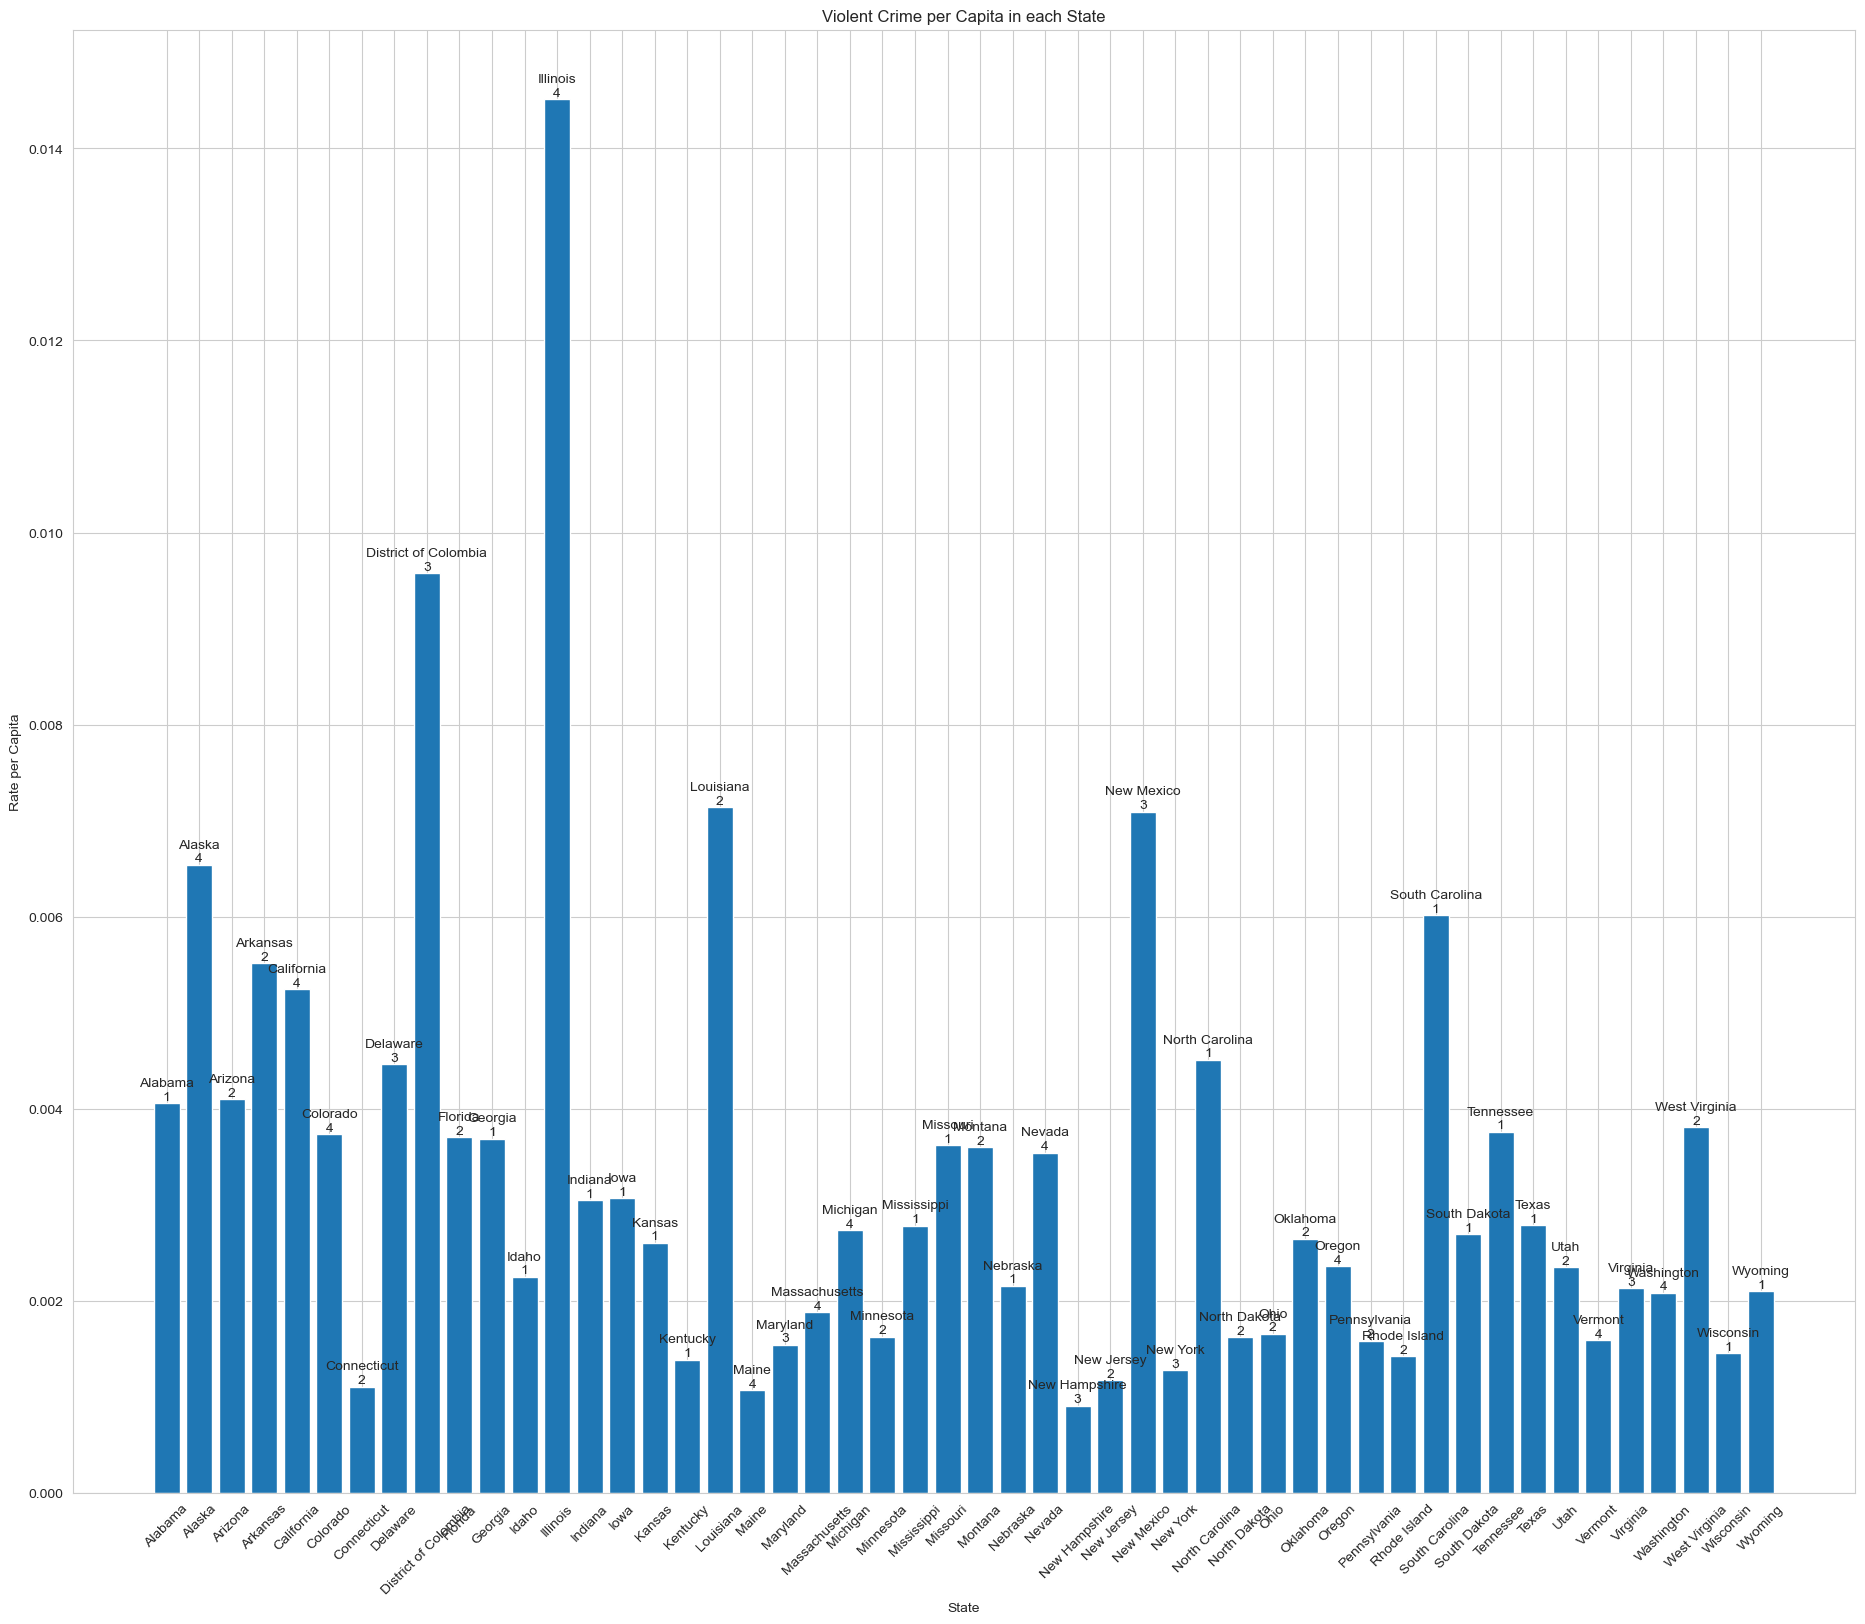 Violent Crime per Capita in each State
Rate per Capita
0.014
0.012
0.010
0.008
0.006
0.004
0.002
0.000
Alabama
1
Alaska
4
Arizona
2
Arkansas
2
California
4
Colorado
4
Connecticut
2
Delaware
3
District of Colombia
3
Florida
2
Georgia
1
Idaho
1
Illinois
4
Indiana
1
Iowa
1
Kansas
1
Kentucky
1
Louisiana
2
Maine
4
Maryland
3
Massachusetts
4
Michigan
4
Minnesota
2
Mississippi
1
Missouri
1
Montana
2
Nebraska
1
Nevada
4
New Hampshire
3
New Jersey
2
New Mexico
3
New York
3
North Carolina
1
North Dakota
2
Ohio
2
Oklahoma
2
Oregon
4
Pennsylvania
Rhode Island
2
South Carolina
1
South Dakota
1
Tennessee
1
Texas
1
Utah
2
Vermont
4
Virginia
3
Washington
4
West Virginia
2
Wisconsin
1
Wyoming
1
Alabama
Alaska
Arizona
Arkansas
California
Colorado
Connecticut
Delaware
District of Colombia
Florida
Georgia
Idaho
Illinois
Indiana
Iowa
Kansas
Kentucky
Louisiana
Maine
Maryland
Massachusetts
Michigan
Minnesota
Mississippi
Missouri
Montana
Nebraska
Nevada
New Hampshire
New Jersey
New Mexico
New York
North Carolina
North Dakota
Ohio
Oklahoma
Oregon
Pennsylvania
Rhode Island
South Carolina
South Dakota
Tennessee
Texas
Utah
Vermont
Virginia
Washington
West Virginia
Wisconsin
Wyoming
State